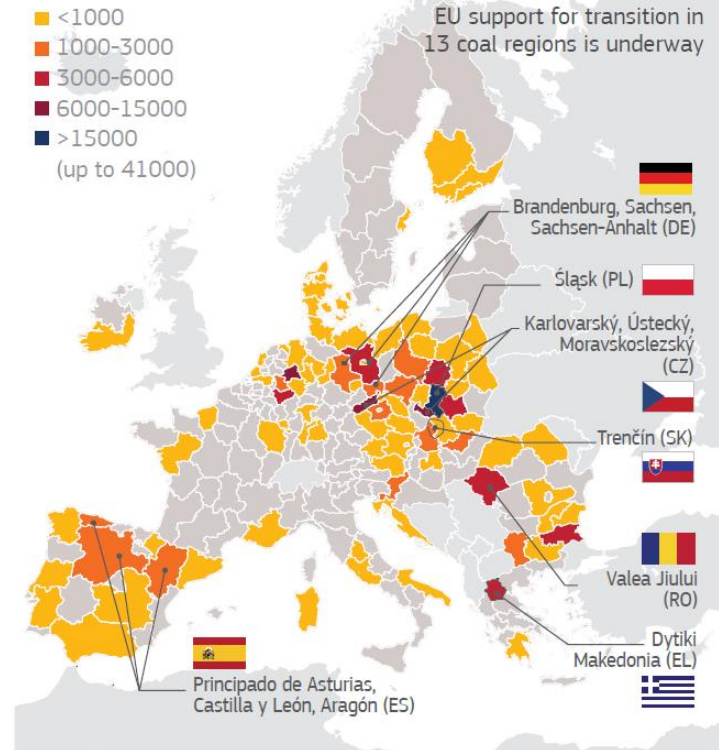 <1000
1000-3000
3000-6000
6000-15000
>15000
(up to 41000)
EU support for transition in
13 coal regions is underway
Brandenburg, Sachsen,
Sachsen-Anhalt (DE)
Śląsk (PL)
Karlovarský, Ústecký,
Moravskoslezský
(CZ)
Trenčín (SK)
Valea Jiului
(RO)
Dytiki
Makedonia (EL)
Principado de Asturias,
Castilla y León, Aragón (ES)